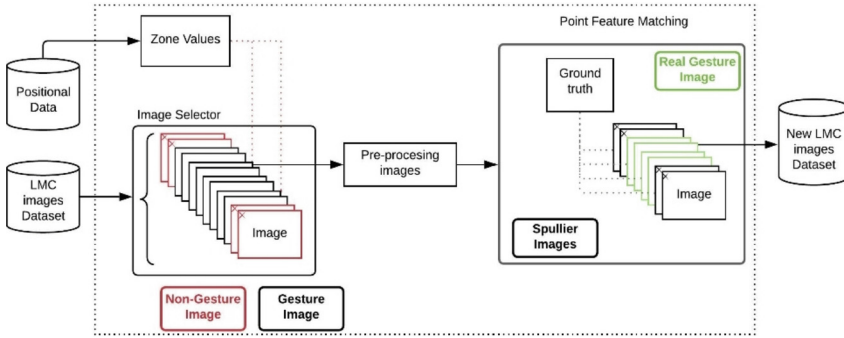 Point Feature Matching
Zone Values
Positional
Data
Ground
truth
Real Gesture
Image
Image Selector
LMC
images
Dataset
Image
Pre-procesing
images
Image
New LMC
images
Dataset
Spullier
Images
Non-Gesture
Image
Gesture
Image